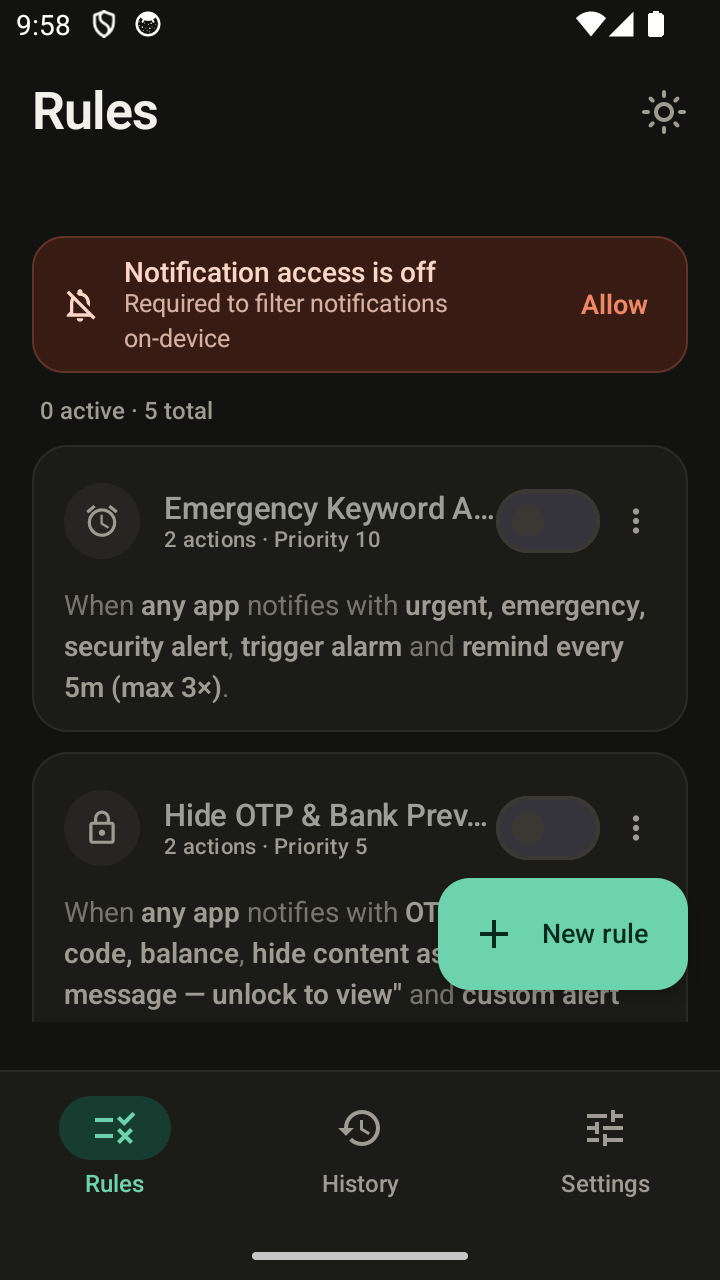 9:58
Rules
Notification access is off
Required to filter notifications
on-device
Allow
0 active · 5 total
Emergency Keyword A…
2 actions · Priority 10
When any app notifies with urgent, emergency,
security alert, trigger alarm and remind every
5m (max 3×).
Hide OTP & Bank Prev…
2 actions · Priority 5
When any app notifies with OT
code, balance, hide content as
message — unlock to view" and custom alert
New rule
Rules
History
Settings